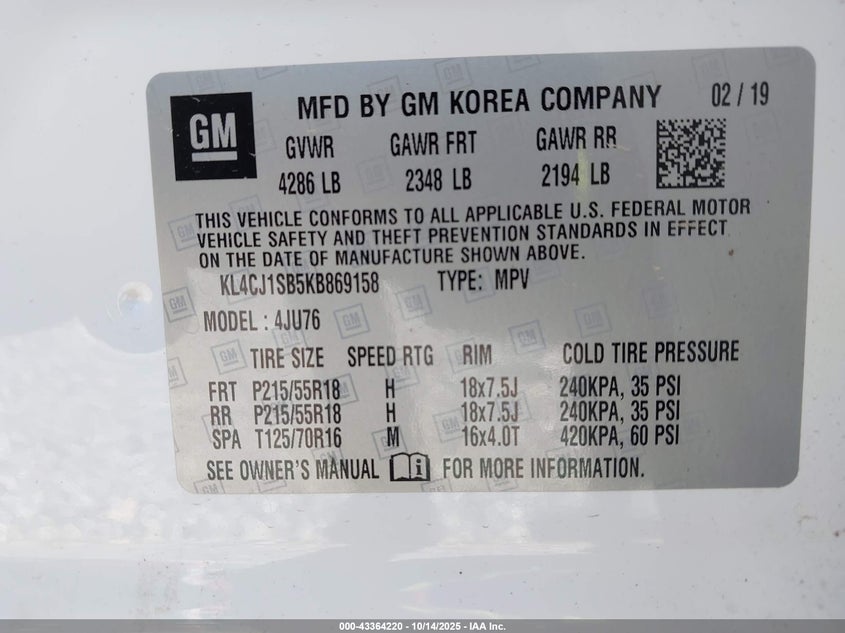 GM
MFD BY GM KOREA COMPANY 02 / 19
GVWR GAWR FRT GAWR RR
4286 LB 2348 LB 2194 LB
THIS VEHICLE CONFORMS TO ALL APPLICABLE U.S. FEDERAL MOTOR
VEHICLE SAFETY AND THEFT PREVENTION STANDARDS IN EFFECT
ON THE DATE OF MANUFACTURE SHOWN ABOVE.
KL4CJ1SB5KB869158 TYPE: MPV
MODEL : 4JU76
TIRE SIZE SPEED RTG RIM COLD TIRE PRESSURE
FRT P215/55R18 H 18x7.5J 240KPA, 35 PSI
RR P215/55R18 H 18x7.5J 240KPA, 35 PSI
SPA T125/70R16 M 16x4.0T 420KPA, 60 PSI
SEE OWNER'S MANUAL i FOR MORE INFORMATION.
000-43364220 - 10/14/2025 - IAA Inc.